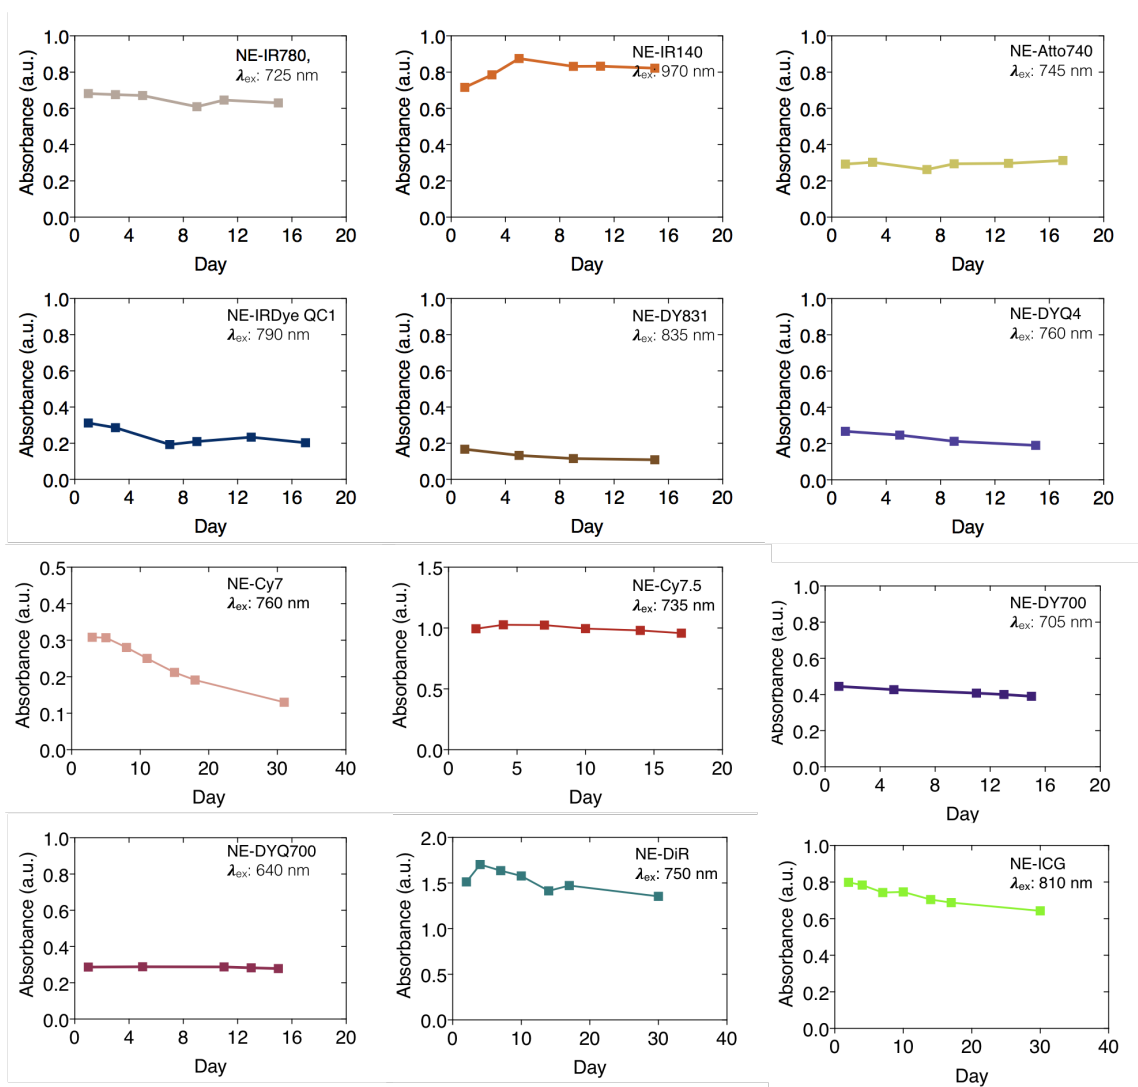 NE-IR780,
λex: 725 nm
Absorbance (a.u.)
1.0
0.8
0.6
0.4
0.2
0.0
0 4 8 12 16 20
Day
NE-IR140
λex: 970 nm
Absorbance (a.u.)
1.0
0.8
0.6
0.4
0.2
0.0
0 4 8 12 16 20
Day
NE-Atto740
λex: 745 nm
Absorbance (a.u.)
1.0
0.8
0.6
0.4
0.2
0.0
0 4 8 12 16 20
Day
NE-IRDye QC1
λex: 790 nm
Absorbance (a.u.)
1.0
0.8
0.6
0.4
0.2
0.0
0 4 8 12 16 20
Day
NE-DY831
λex: 835 nm
Absorbance (a.u.)
1.0
0.8
0.6
0.4
0.2
0.0
0 4 8 12 16 20
Day
NE-DYQ4
λex: 760 nm
Absorbance (a.u.)
1.0
0.8
0.6
0.4
0.2
0.0
0 4 8 12 16 20
Day
NE-Cy7
λex: 760 nm
Absorbance (a.u.)
0.5
0.4
0.3
0.2
0.1
0.0
0 10 20 30 40
Day
NE-Cy7.5
λex: 735 nm
Absorbance (a.u.)
1.5
1.0
0.5
0.0
0 5 10 15 20
Day
NE-DY700
λex: 705 nm
Absorbance (a.u.)
1.0
0.8
0.6
0.4
0.2
0.0
0 4 8 12 16 20
Day
NE-DYQ700
λex: 640 nm
Absorbance (a.u.)
1.0
0.8
0.6
0.4
0.2
0.0
0 4 8 12 16 20
Day
NE-DiR
λex: 750 nm
Absorbance (a.u.)
2.0
1.5
1.0
0.5
0.0
0 10 20 30 40
Day
NE-ICG
λex: 810 nm
Absorbance (a.u.)
1.0
0.8
0.6
0.4
0.2
0.0
0 10 20 30 40
Day